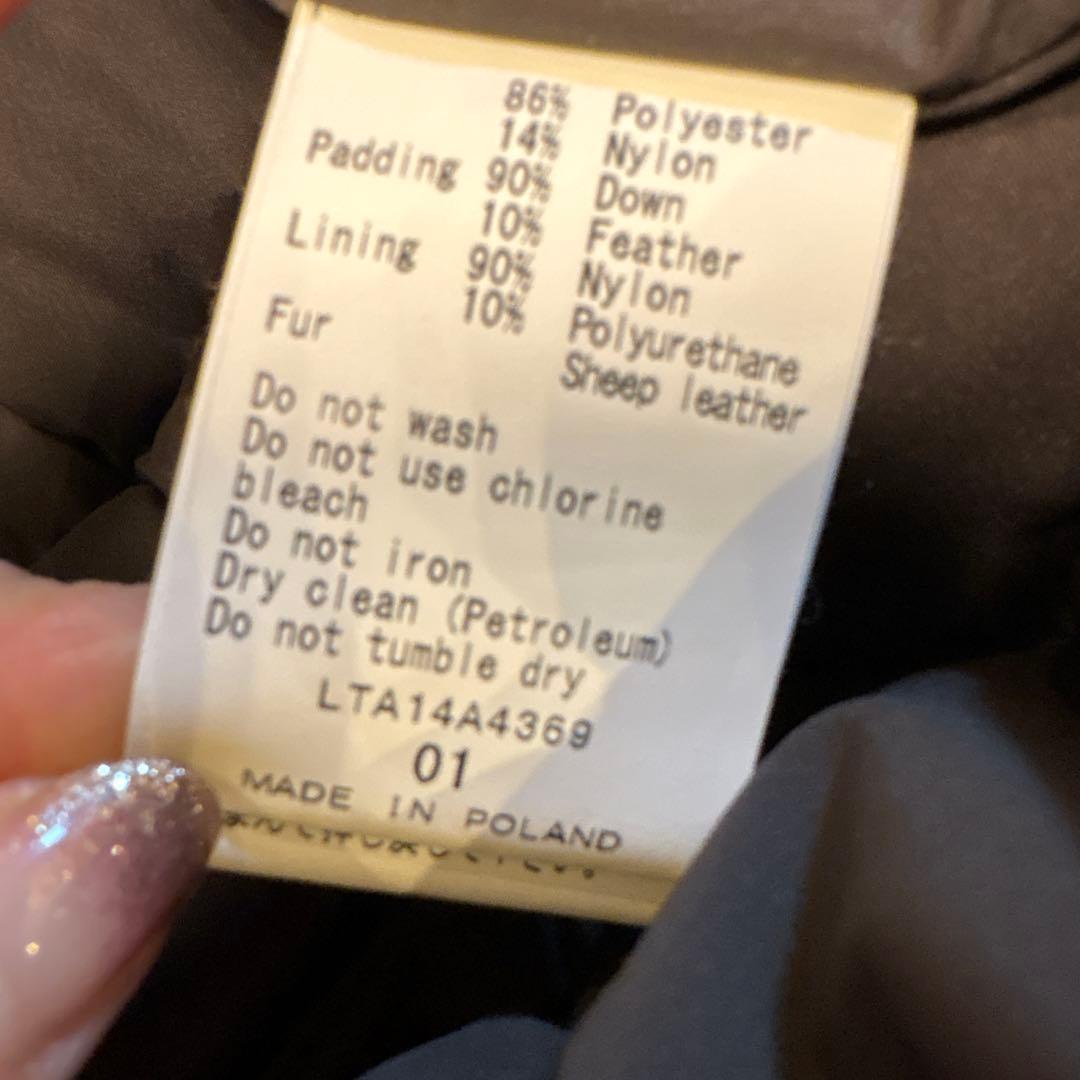 86% Polyester
14% Nylon
Padding 90% Down
10% Feather
Lining 90% Nylon
10% Polyurethane
Fur Sheep leather
Do not wash
Do not use chlorine
bleach
Do not iron
Dry clean (Petroleum)
Do not tumble dry
LTA14A4369
01
MADE IN POLAND